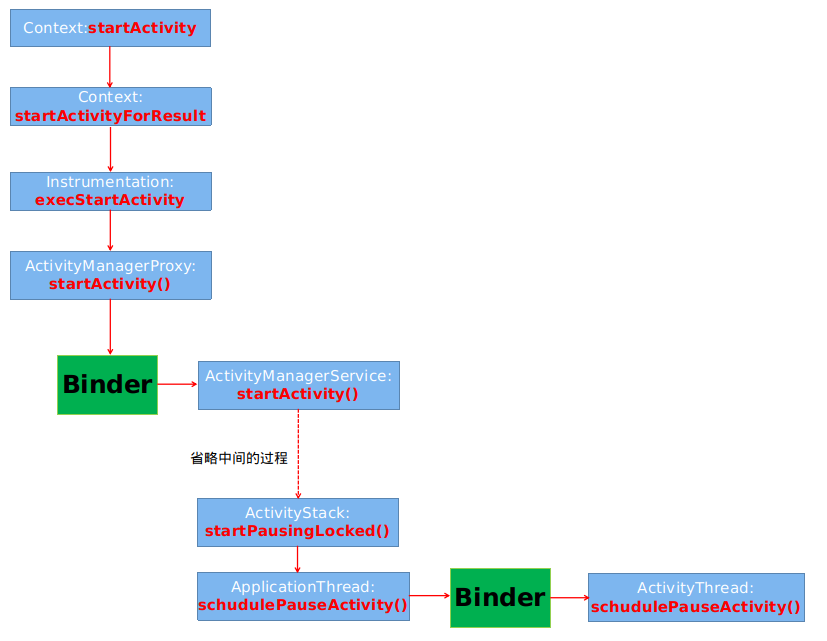 Context:startActivity
Context:
startActivityForResult
Instrumentation:
execStartActivity
ActivityManagerProxy:
startActivity()
Binder
ActivityManagerService:
startActivity()
省略中间的过程
ActivityStack:
startPausingLocked()
ApplicationThread:
schudulePauseActivity()
Binder
ActivityThread:
schudulePauseActivity()